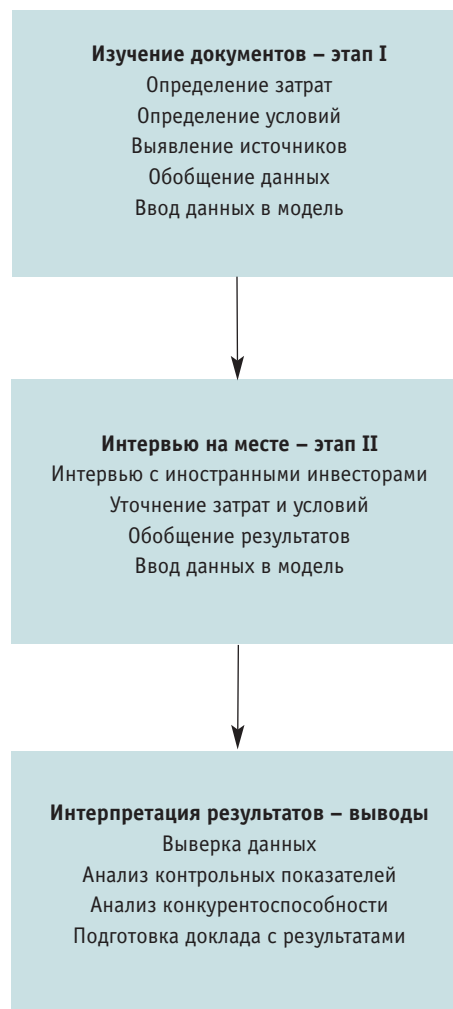 Изучение документов – этап I
Определение затрат
Определение условий
Выявление источников
Обобщение данных
Ввод данных в модель
Интервью на месте – этап II
Интервью с иностранными инвесторами
Уточнение затрат и условий
Обобщение результатов
Ввод данных в модель
Интерпретация результатов – выводы
Выверка данных
Анализ контрольных показателей
Анализ конкурентоспособности
Подготовка доклада с результатами